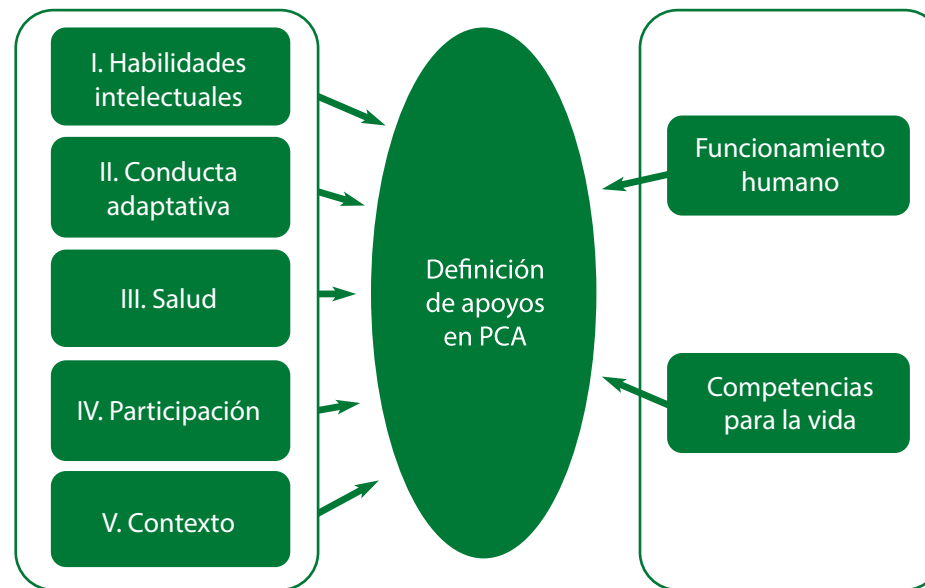 I. Habilidades
intelectuales
II. Conducta
adaptativa
III. Salud
IV. Participación
V. Contexto
Definición
de apoyos
en PCA
Funcionamiento
humano
Competencias
para la vida